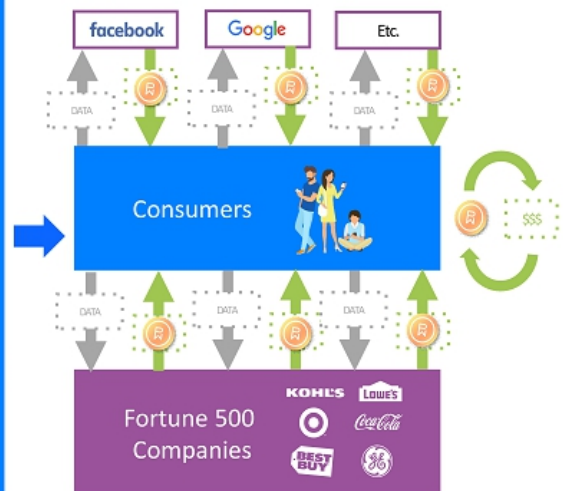 facebook
Google
Etc.
DATA
DATA
DATA
Consumers
$$$
DATA
DATA
DATA
Fortune 500
Companies
KOHL'S
LOWE'S
Coca-Cola
BEST
BUY
GE